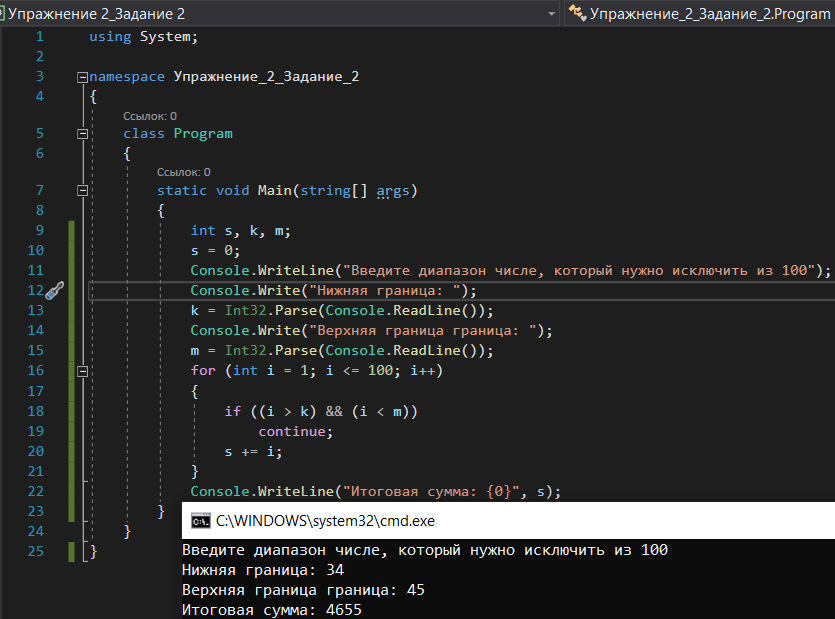 Упражнение 2_Задание 2 Упражнение_2_Задание_2.Program
1 using System;
2
3 namespace Упражнение_2_Задание_2
4 {
Ссылок: 0
5 class Program
6 {
Ссылок: 0
7 static void Main(string[] args)
8 {
9 int s, k, m;
10 s = 0;
11 Console.WriteLine("Введите диапазон числе, который нужно исключить из 100");
12 Console.Write("Нижняя граница: ");
13 k = Int32.Parse(Console.ReadLine());
14 Console.Write("Верхняя граница граница: ");
15 m = Int32.Parse(Console.ReadLine());
16 for (int i = 1; i <= 100; i++)
17 {
18 if ((i > k) && (i < m))
19 continue;
20 s += i;
21 }
22 Console.WriteLine("Итоговая сумма: {0}", s);
23 }
24 }
25 }
C:\WINDOWS\system32\cmd.exe
Введите диапазон числе, который нужно исключить из 100
Нижняя граница: 34
Верхняя граница граница: 45
Итоговая сумма: 4655